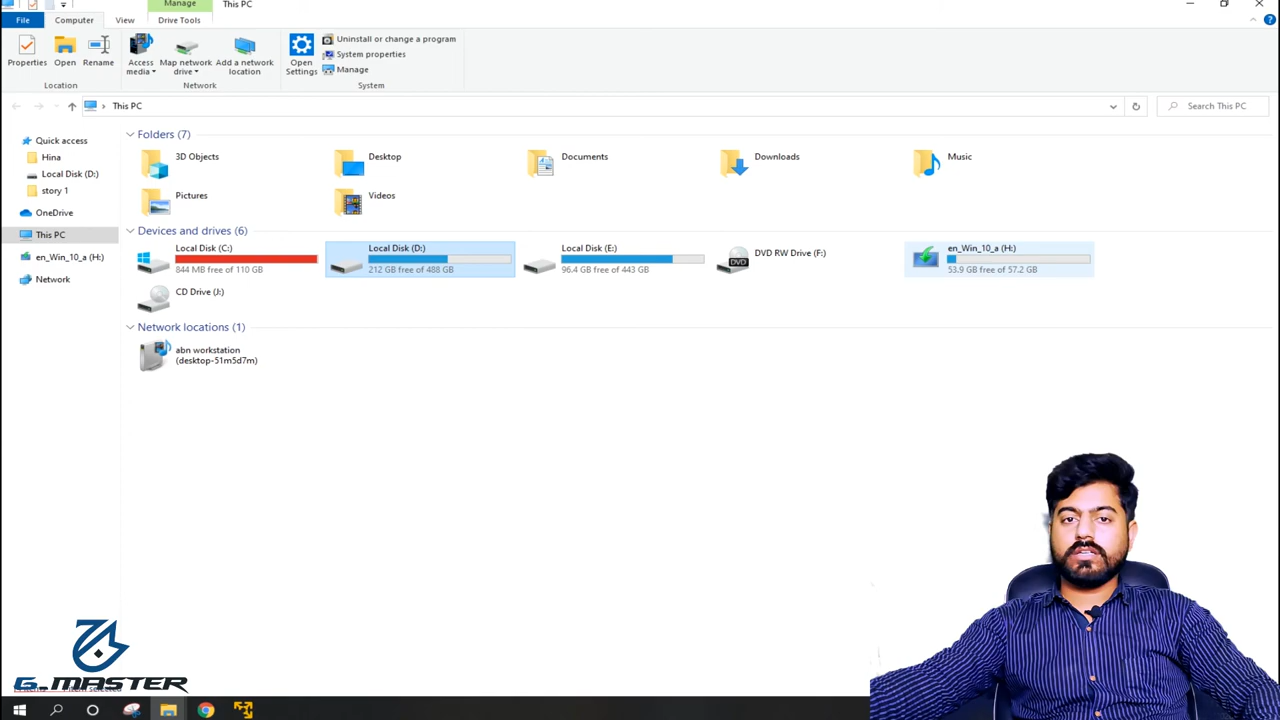 Manage
This PC
File
Computer
View
Drive Tools
Properties
Open
Rename
Access media
Map network drive
Add a network location
Open Settings
Uninstall or change a program
System properties
Manage
Location
Network
System
This PC
Search This PC
Quick access
Hina
Local Disk (D:)
story 1
OneDrive
This PC
en_Win_10_a (H:)
Network
Folders (7)
3D Objects
Desktop
Documents
Downloads
Music
Pictures
Videos
Devices and drives (6)
Local Disk (C:)
844 MB free of 110 GB
Local Disk (D:)
212 GB free of 488 GB
Local Disk (E:)
96.4 GB free of 443 GB
DVD RW Drive (F:)
DVD
en_Win_10_a (H:)
53.9 GB free of 57.2 GB
CD Drive (J:)
Network locations (1)
abn workstation
(desktop-51m5d7m)
G.MASTER